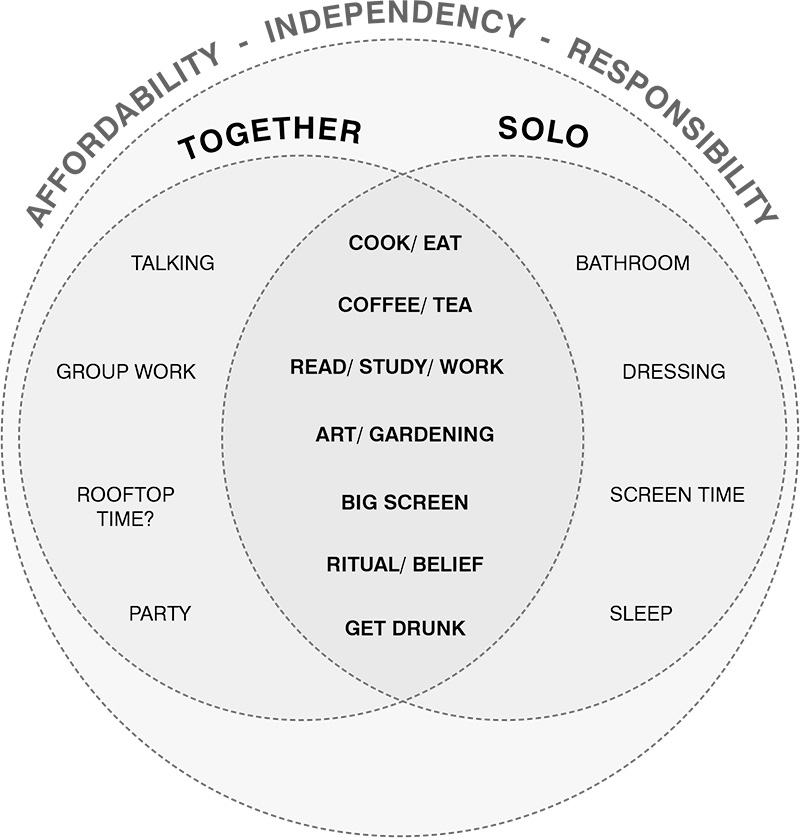 AFFORDABILITY - INDEPENDENCY - RESPONSIBILITY
TOGETHER
SOLO
TALKING
GROUP WORK
ROOFTOP
TIME?
PARTY
COOK/ EAT
COFFEE/ TEA
READ/ STUDY/ WORK
ART/ GARDENING
BIG SCREEN
RITUAL/ BELIEF
GET DRUNK
BATHROOM
DRESSING
SCREEN TIME
SLEEP